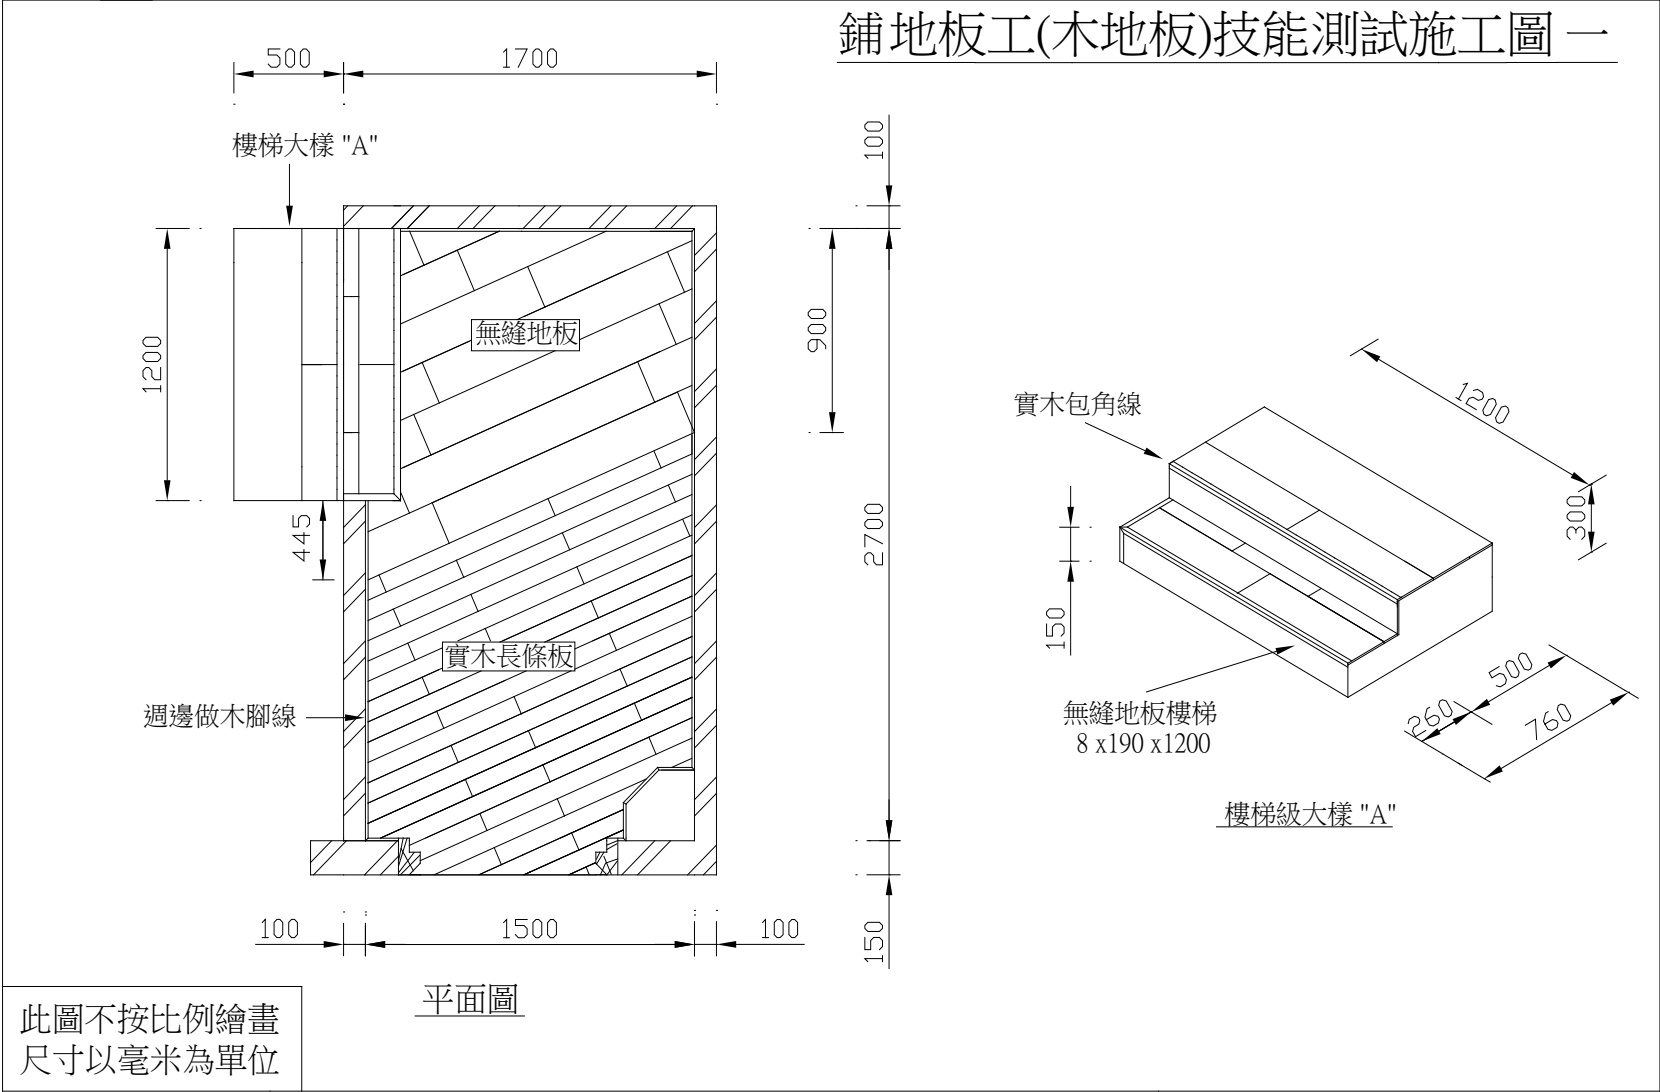 鋪地板工(木地板)技能測試施工圖 一
500
1700
樓梯大樣 "A"
100
1200
900
無縫地板
445
2700
實木長條板
週邊做木腳線
100
1500
100
150
平面圖
實木包角線
1200
300
150
無縫地板樓梯
8 x190 x1200
260
500
760
樓梯級大樣 "A"
此圖不按比例繪畫
尺寸以毫米為單位